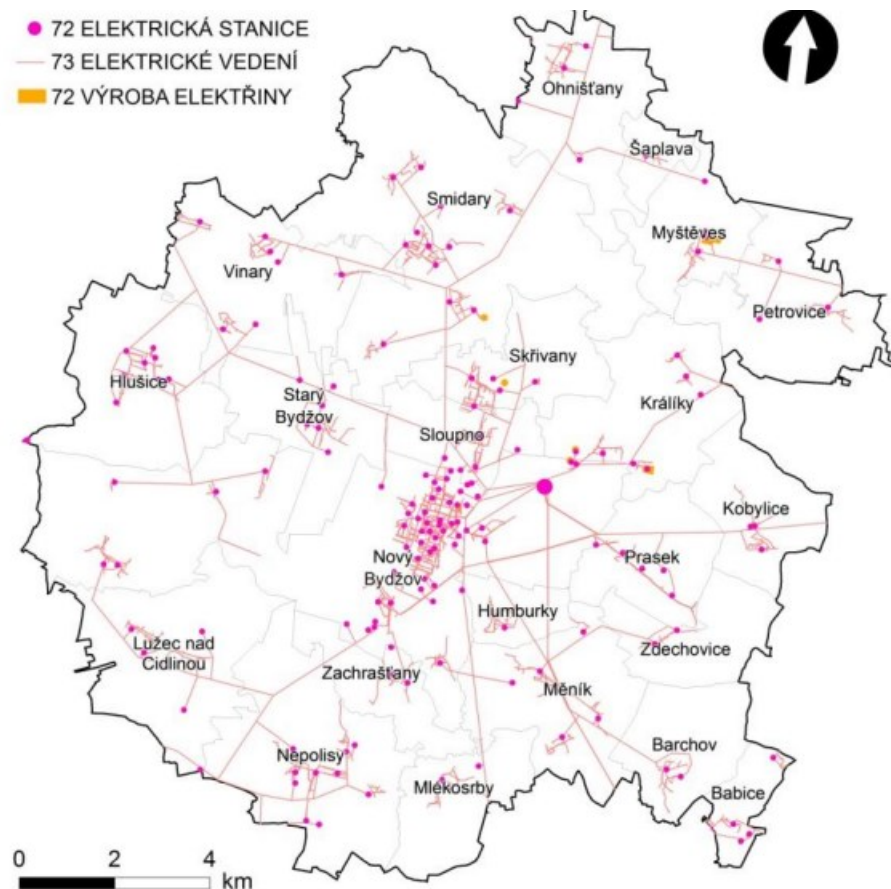 72 ELEKTRICKÁ STANICE
73 ELEKTRICKÉ VEDENÍ
72 VÝROBA ELEKTŘINY
Ohnišťany
Šaplava
Smidary
Myštěves
Vinary
Petrovice
Skřivany
Hlušice
Starý
Bydžov
Králíky
Sloupno
Kobylice
Nový
Bydžov
Prasek
Humburky
Lužec nad
Cidlinou
Zdechovice
Zachrašťany
Měník
Nepolisy
Barchov
Mlekosrby
Babice
0 2 4
km